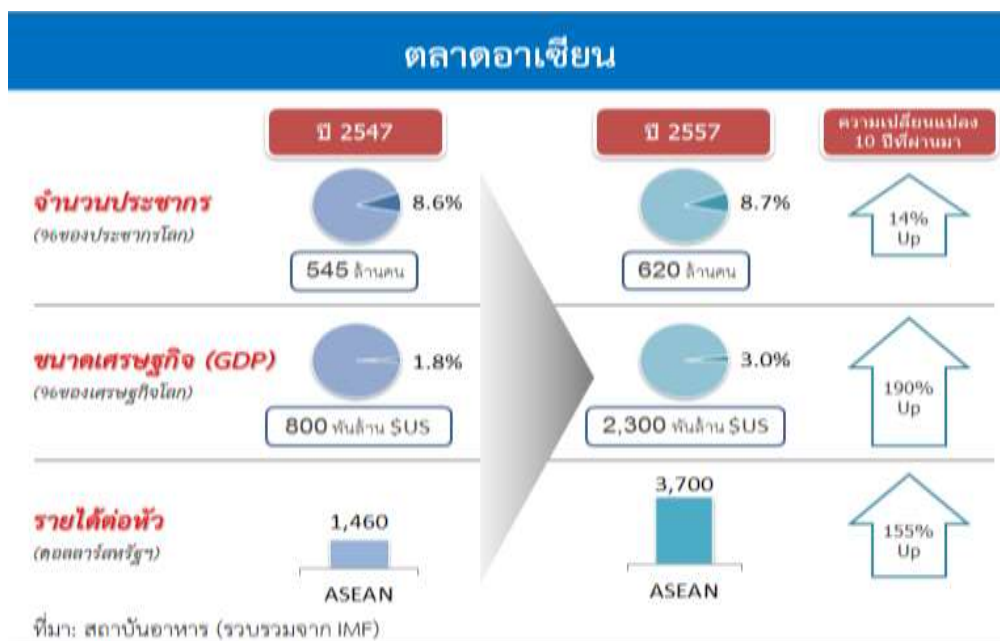 ตลาดอาเซียน
ปี 2547
ปี 2557
ความเปลี่ยนแปลง
10 ปีที่ผ่านมา
จำนวนประชากร
(%ของประชากรโลก)
8.6%
545 ล้านคน
8.7%
620 ล้านคน
14%
Up
ขนาดเศรษฐกิจ (GDP)
(%ของเศรษฐกิจโลก)
1.8%
800 พันล้าน $US
3.0%
2,300 พันล้าน $US
190%
Up
รายได้ต่อหัว
(ดอลลาร์สหรัฐฯ)
1,460
ASEAN
3,700
ASEAN
155%
Up
ที่มา: สถาบันอาหาร (รวบรวมจาก IMF)